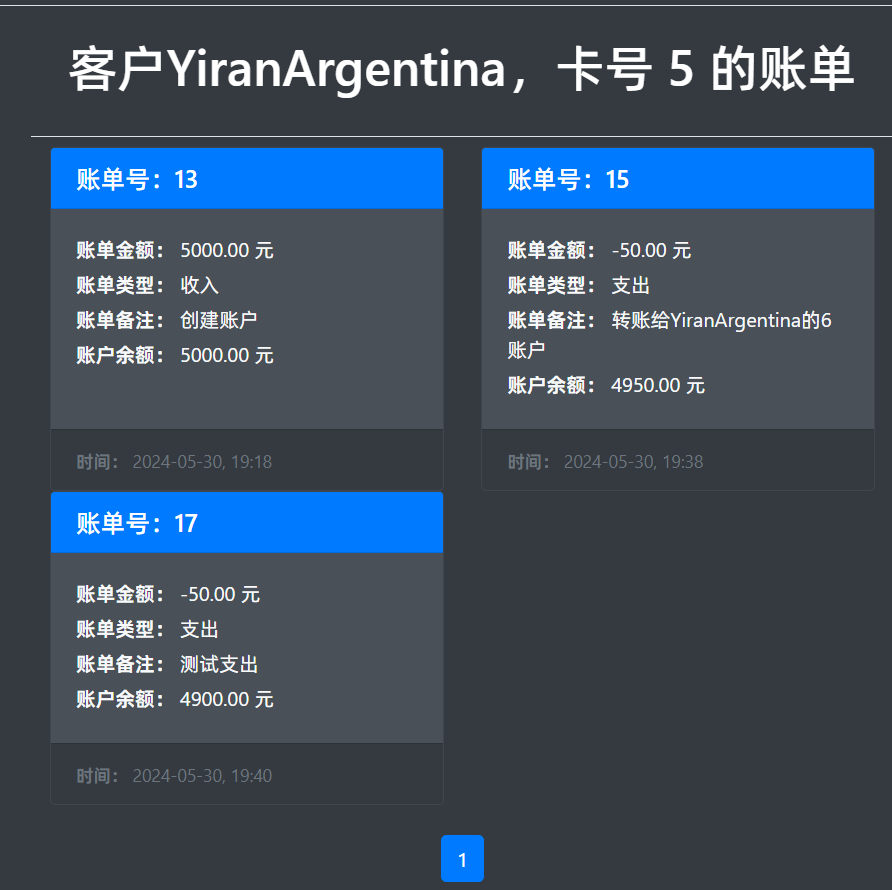 客户YiranArgentina，卡号 5 的账单
账单号：13
账单金额： 5000.00 元
账单类型： 收入
账单备注： 创建账户
账户余额： 5000.00 元
时间： 2024-05-30, 19:18
账单号：15
账单金额： -50.00 元
账单类型： 支出
账单备注： 转账给YiranArgentina的6
账户
账户余额： 4950.00 元
时间： 2024-05-30, 19:38
账单号：17
账单金额： -50.00 元
账单类型： 支出
账单备注： 测试支出
账户余额： 4900.00 元
时间： 2024-05-30, 19:40
1